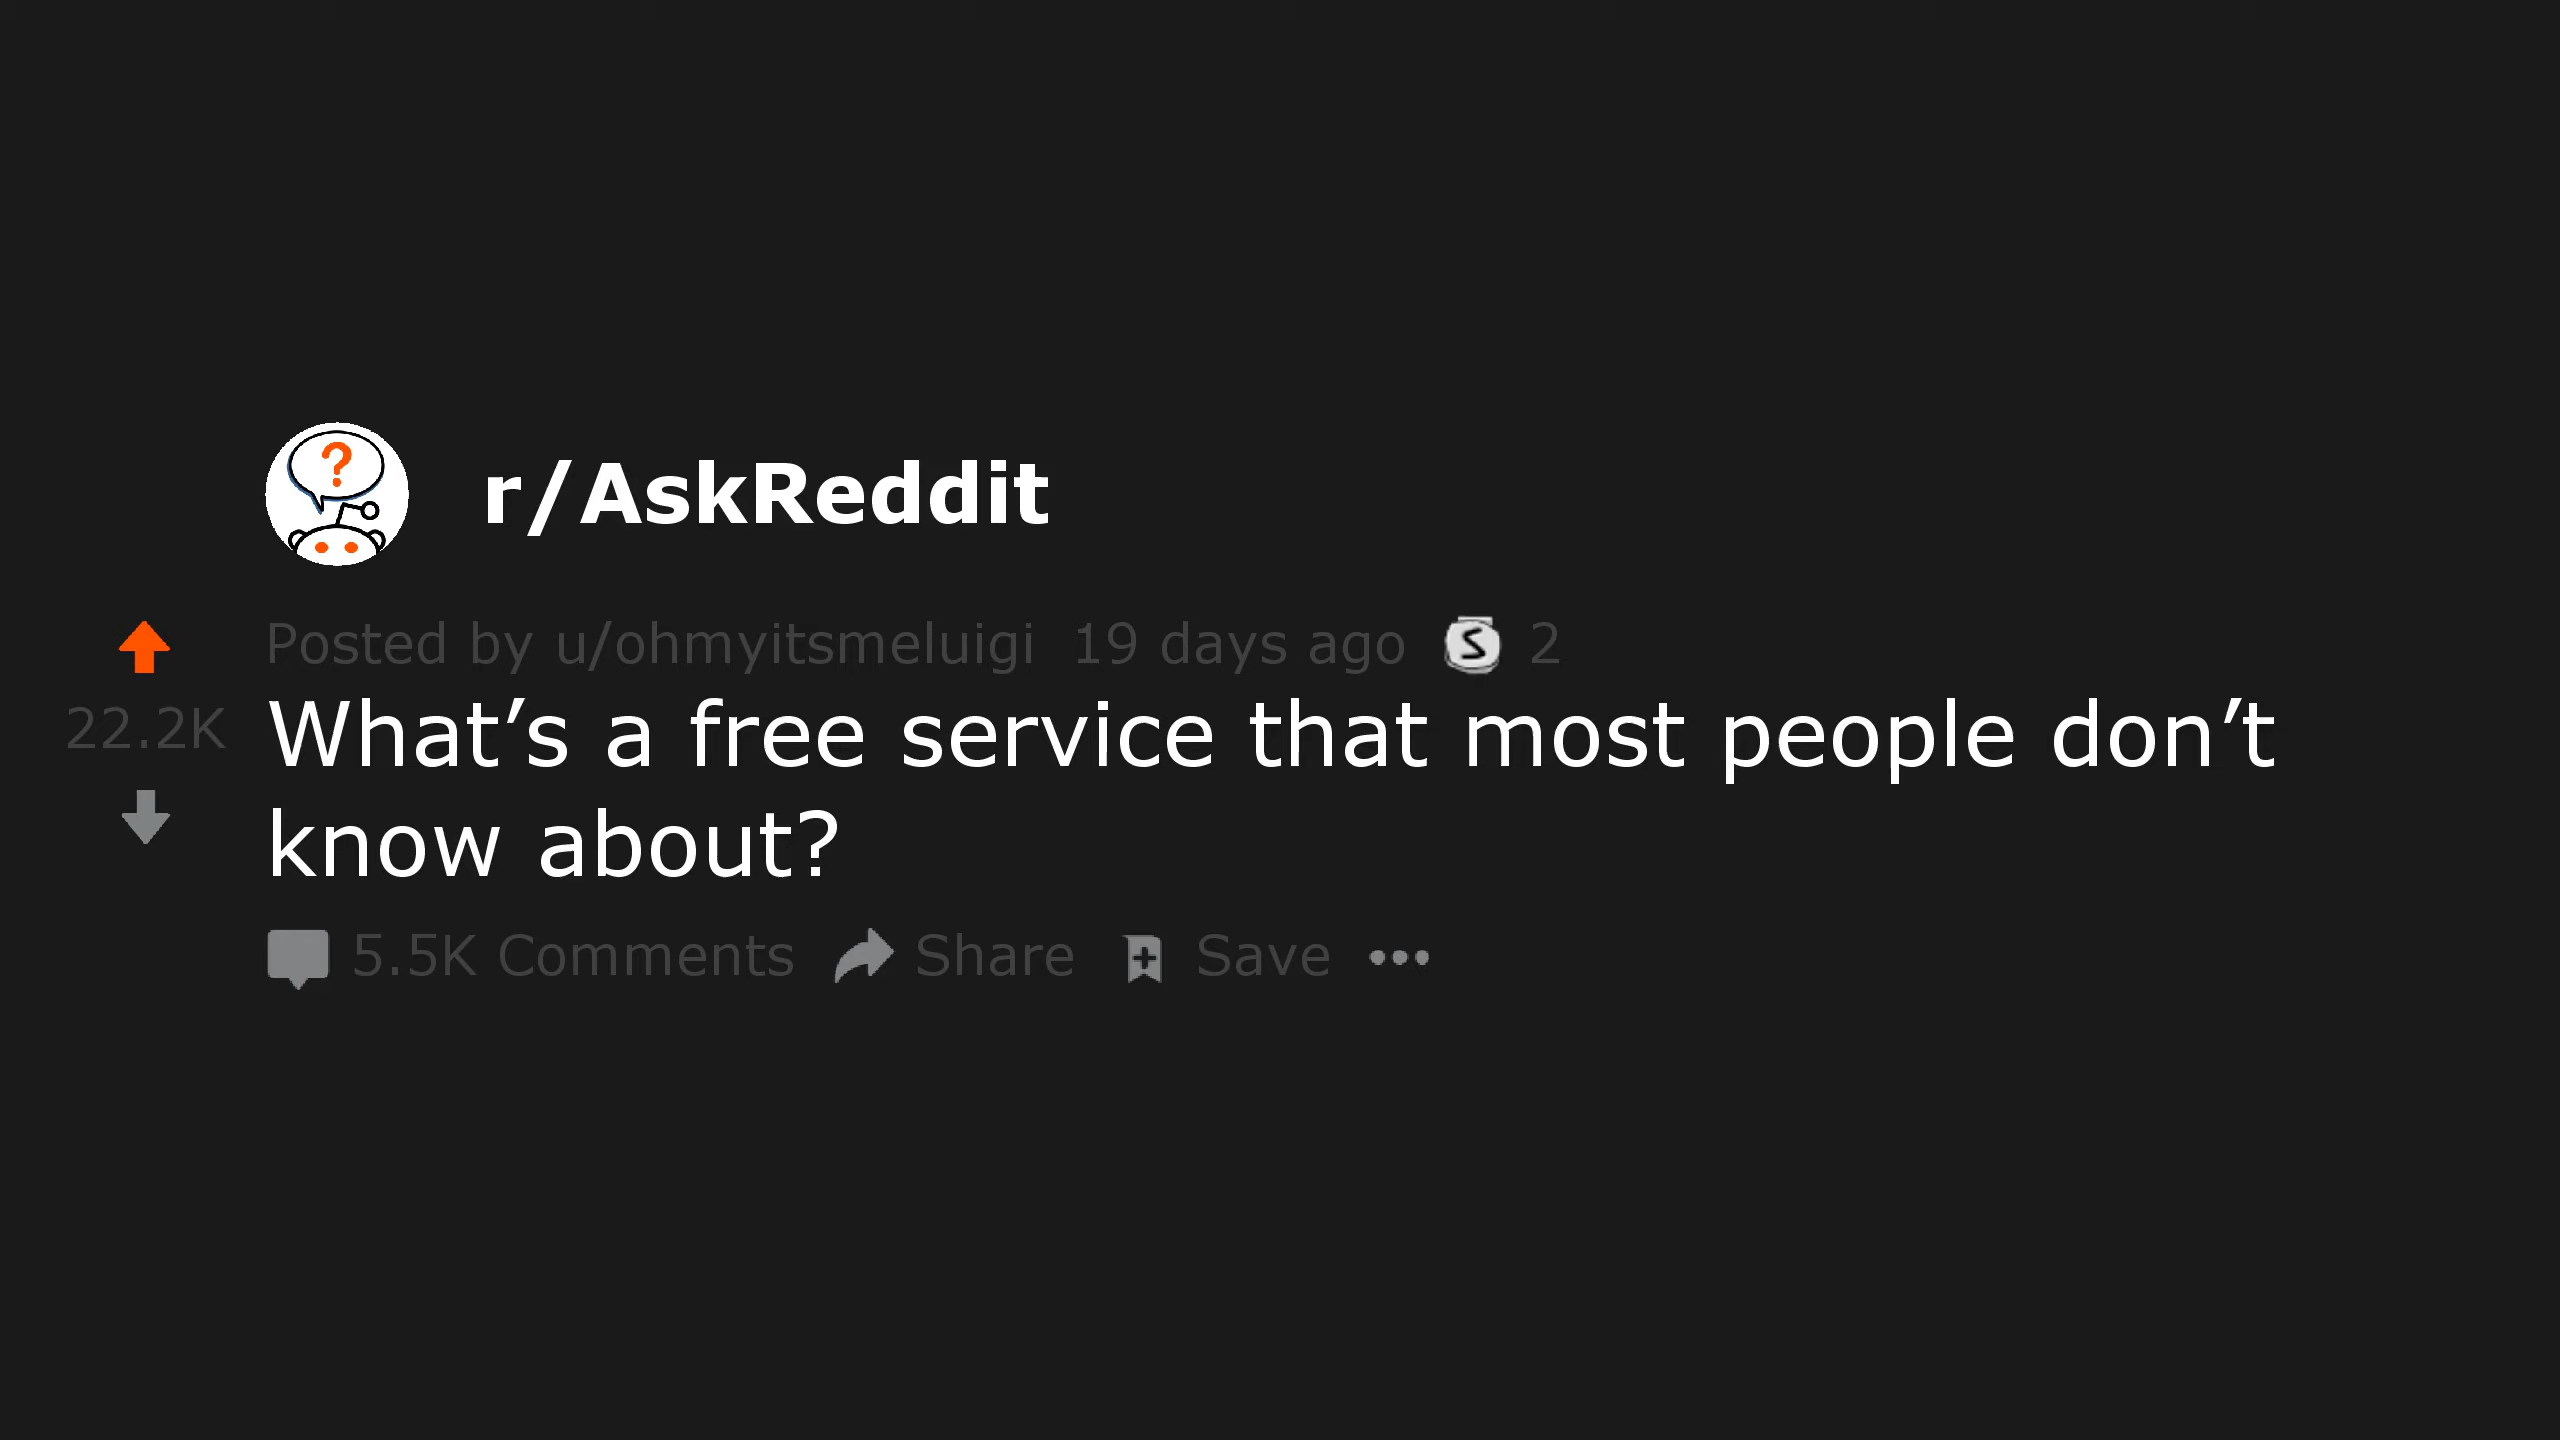 ?
r/AskReddit
Posted by u/ohmyitsmeluigi 19 days ago S 2
22.2K
What’s a free service that most people don’t
know about?
5.5K Comments Share Save